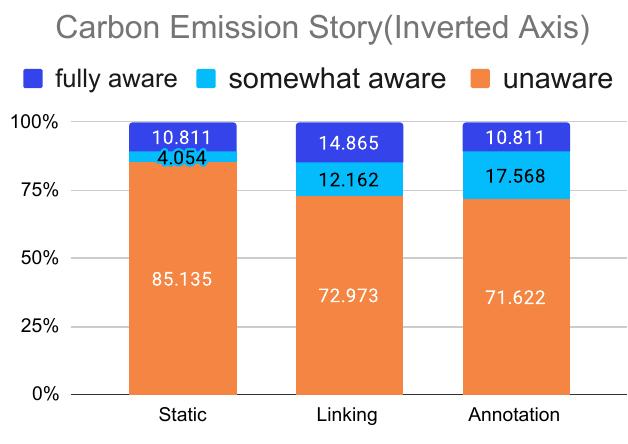 Carbon Emission Story(Inverted Axis)
fully aware somewhat aware unaware
100%
10.811 14.865 10.811
4.054 12.162 17.568
75%
85.135 72.973 71.622
50%
25%
0%
Static Linking Annotation